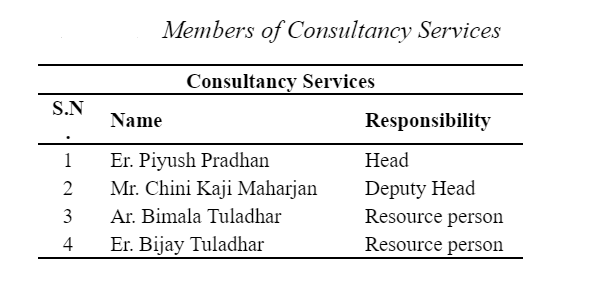 Members of Consultancy Services
Consultancy Services
S.N. Name Responsibility
1 Er. Piyush Pradhan Head
2 Mr. Chini Kaji Maharjan Deputy Head
3 Ar. Bimala Tuladhar Resource person
4 Er. Bijay Tuladhar Resource person